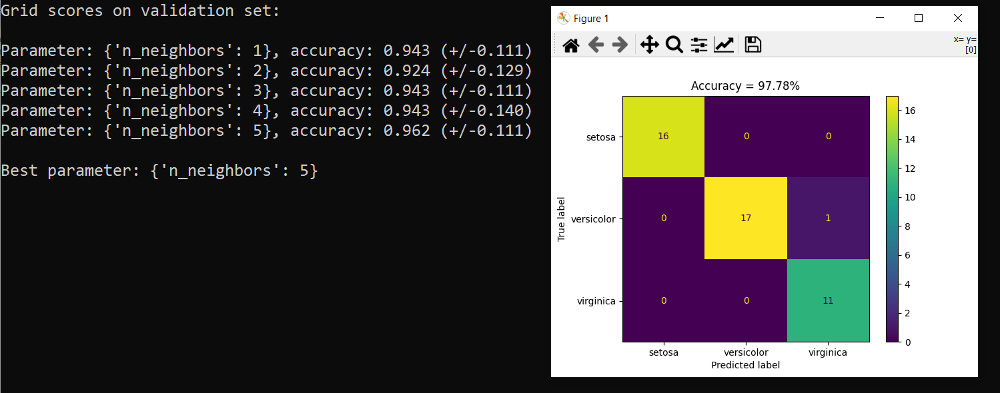 Grid scores on validation set:
Parameter: {'n_neighbors': 1}, accuracy: 0.943 (+/-0.111)
Parameter: {'n_neighbors': 2}, accuracy: 0.924 (+/-0.129)
Parameter: {'n_neighbors': 3}, accuracy: 0.943 (+/-0.111)
Parameter: {'n_neighbors': 4}, accuracy: 0.943 (+/-0.140)
Parameter: {'n_neighbors': 5}, accuracy: 0.962 (+/-0.111)
Best parameter: {'n_neighbors': 5}
Figure 1
x= y=
[0]
Accuracy = 97.78%
True label
setosa
16 0 0
versicolor
0 17 1
virginica
0 0 11
setosa versicolor virginica
Predicted label
16
14
12
10
8
6
4
2
0